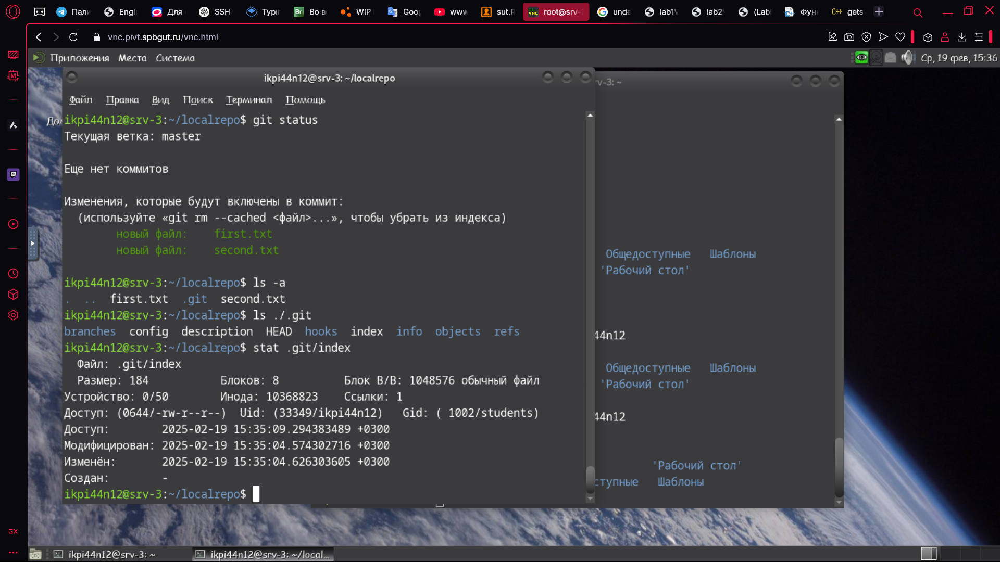 Пали
Engli
Для
SSH
Typir
Br
Во в
WIP
Goo
www
sut.R
root@srv-
unde
lab1\
lab2
(Lab
Фун
C++ gets
vnc.pivt.spbgut.ru/vnc.html
Приложения Места Система
Ср, 19 фев, 15:36
ikpi44n12@srv-3: ~/localrepo
Файл Правка Вид Поиск Терминал Помощь
ikpi44n12@srv-3:~/localrepo$ git status
Текущая ветка: master
Еще нет коммитов
Изменения, которые будут включены в коммит:
(используйте «git rm --cached <файл>...», чтобы убрать из индекса)
новый файл: first.txt
новый файл: second.txt
ikpi44n12@srv-3:~/localrepo$ ls -a
. .. first.txt .git second.txt
ikpi44n12@srv-3:~/localrepo$ ls ./.git
branches config description HEAD hooks index info objects refs
ikpi44n12@srv-3:~/localrepo$ stat .git/index
Файл: .git/index
Размер: 184 Блоков: 8 Блок В/В: 1048576 обычный файл
Устройство: 0/50 Инода: 10368823 Ссылки: 1
Доступ: (0644/-rw-r--r--) Uid: (33349/ikpi44n12) Gid: ( 1002/students)
Доступ: 2025-02-19 15:35:09.294383489 +0300
Модифицирован: 2025-02-19 15:35:04.574302716 +0300
Изменён: 2025-02-19 15:35:04.626303605 +0300
Создан: -
ikpi44n12@srv-3:~/localrepo$
rv-3: ~
Общедоступные Шаблоны
'Рабочий стол'
44n12
Общедоступные Шаблоны
'Рабочий стол'
44n12
'Рабочий стол'
ступные Шаблоны
GX
ikpi44n12@srv-3: ~
ikpi44n12@srv-3: ~/local...